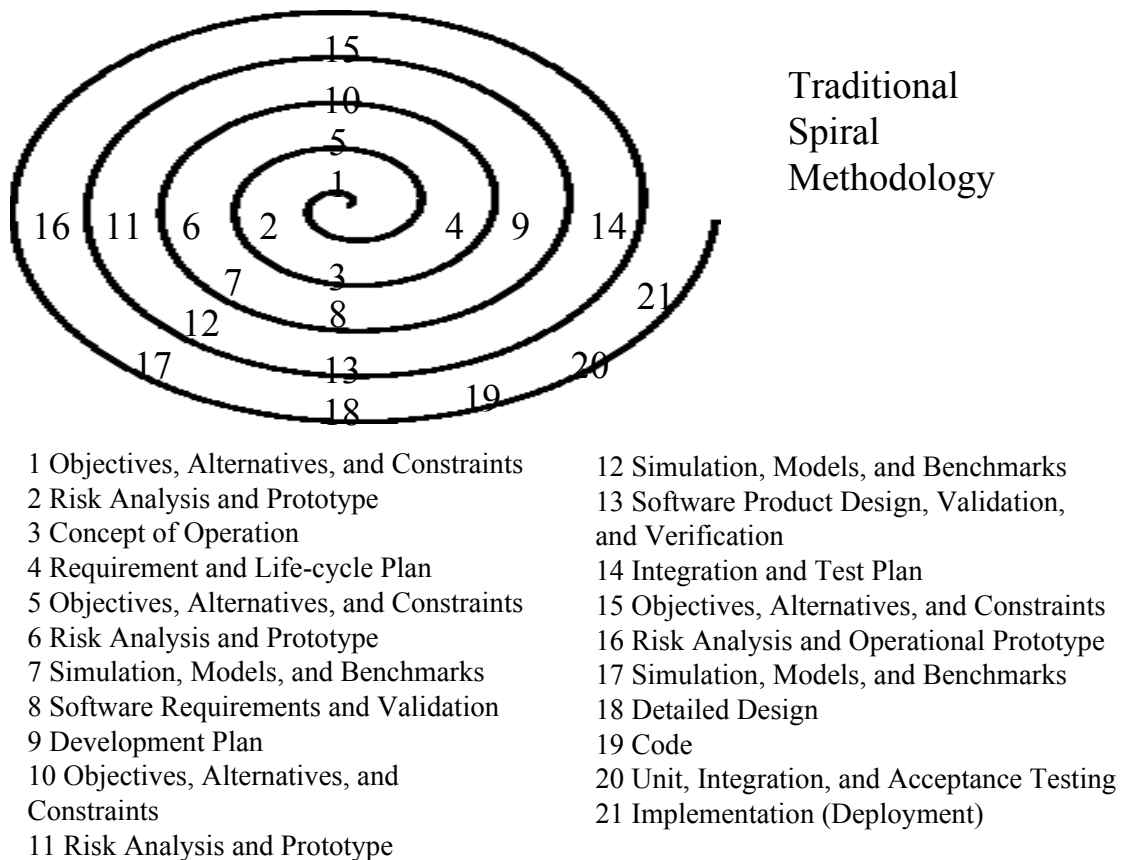 15
10
5
1
16 11 6 2 4 9 14
3
7
8
21
12
17
13
20
19
18
Traditional
Spiral
Methodology
1 Objectives, Alternatives, and Constraints
2 Risk Analysis and Prototype
3 Concept of Operation
4 Requirement and Life-cycle Plan
5 Objectives, Alternatives, and Constraints
6 Risk Analysis and Prototype
7 Simulation, Models, and Benchmarks
8 Software Requirements and Validation
9 Development Plan
10 Objectives, Alternatives, and
Constraints
11 Risk Analysis and Prototype
12 Simulation, Models, and Benchmarks
13 Software Product Design, Validation,
and Verification
14 Integration and Test Plan
15 Objectives, Alternatives, and Constraints
16 Risk Analysis and Operational Prototype
17 Simulation, Models, and Benchmarks
18 Detailed Design
19 Code
20 Unit, Integration, and Acceptance Testing
21 Implementation (Deployment)